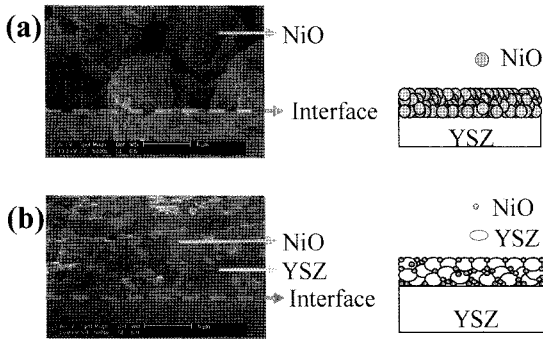 (a)
NiO
NiO
Interface
YSZ
(b)
NiO
NiO
YSZ
YSZ
Interface
YSZ